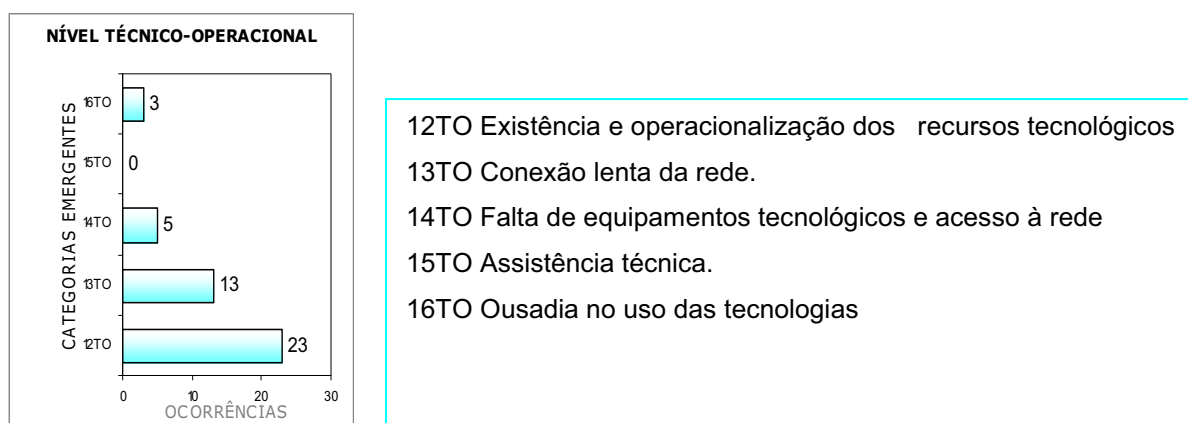 NÍVEL TÉCNICO-OPERACIONAL
CATEGORIAS EMERGENTES
16TO
3
15TO
0
14TO
5
13TO
13
12TO
23
0 10 20 30
OCORRÊNCIAS
12TO Existência e operacionalização dos recursos tecnológicos
13TO Conexão lenta da rede.
14TO Falta de equipamentos tecnológicos e acesso à rede
15TO Assistência técnica.
16TO Ousadia no uso das tecnologias